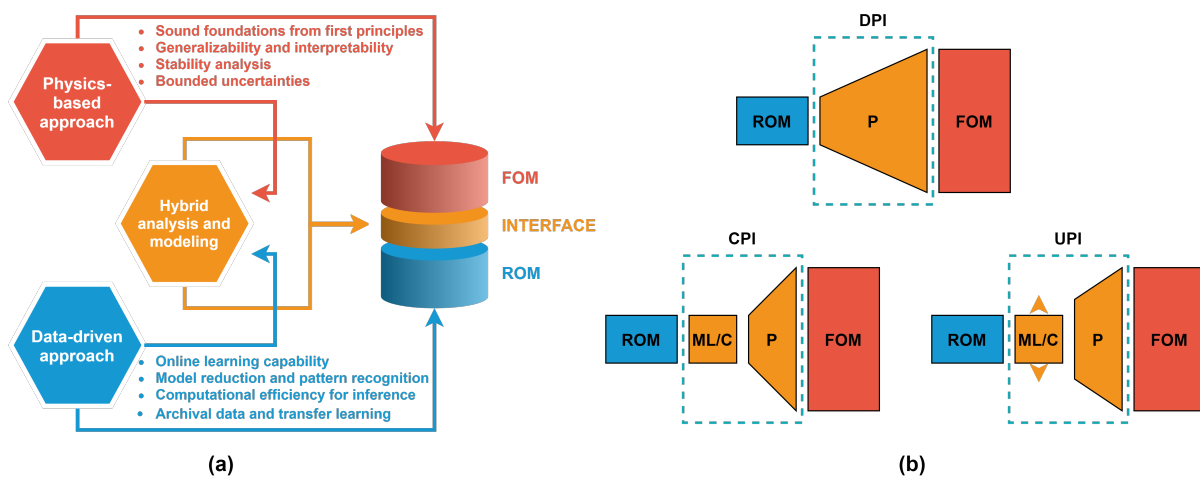 Physics-
based
approach
• Sound foundations from first principles
• Generalizability and interpretability
• Stability analysis
• Bounded uncertainties
Hybrid
analysis and
modeling
FOM
INTERFACE
ROM
Data-driven
approach
• Online learning capability
• Model reduction and pattern recognition
• Computational efficiency for inference
• Archival data and transfer learning
(a)
DPI
ROM
P
FOM
CPI
ROM
ML/C
P
FOM
UPI
ROM
ML/C
P
FOM
(b)